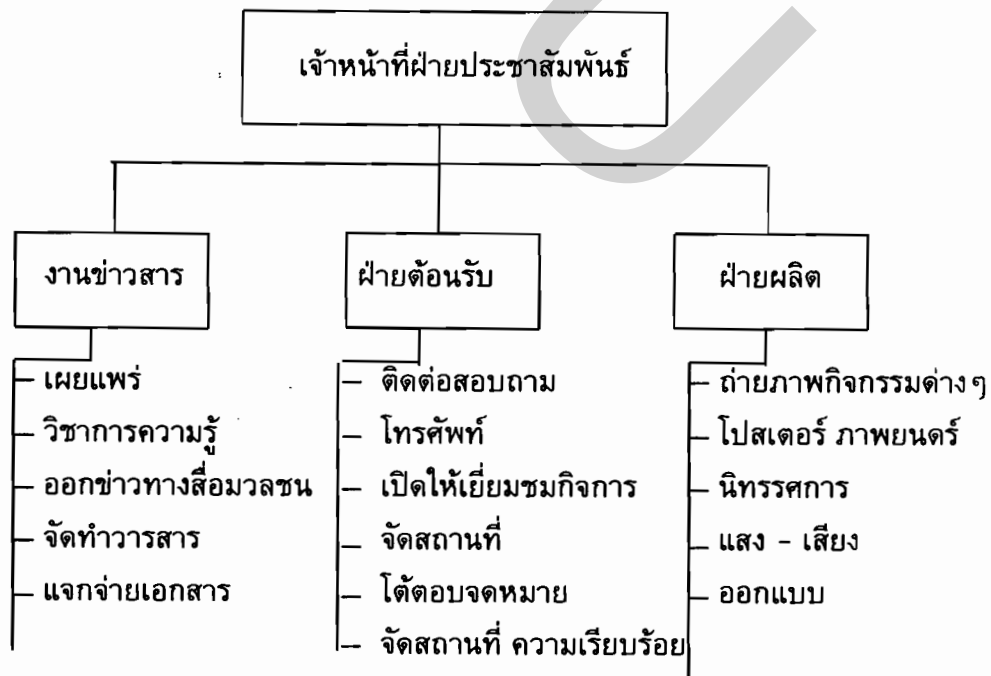 เจ้าหน้าที่ฝ่ายประชาสัมพันธ์
งานข่าวสาร
– เผยแพร่
– วิชาการความรู้
– ออกข่าวทางสื่อมวลชน
– จัดทำวารสาร
– แจกจ่ายเอกสาร
ฝ่ายต้อนรับ
– ติดต่อสอบถาม
– โทรศัพท์
– เปิดให้เยี่ยมชมกิจการ
– จัดสถานที่
– โต้ตอบจดหมาย
– จัดสถานที่ ความเรียบร้อย
ฝ่ายผลิต
– ถ่ายภาพกิจกรรมต่างๆ
– โปสเตอร์ ภาพยนตร์
– นิทรรศการ
– แสง - เสียง
– ออกแบบ